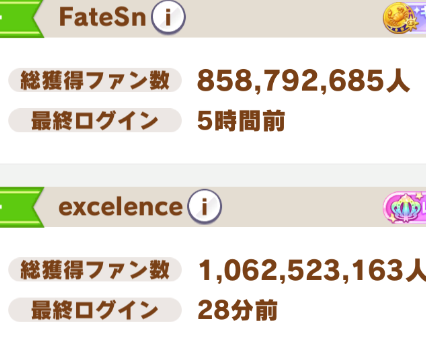 FateSn i
総獲得ファン数 858,792,685人
最終ログイン 5時間前
excelence i
総獲得ファン数 1,062,523,163人
最終ログイン 28分前